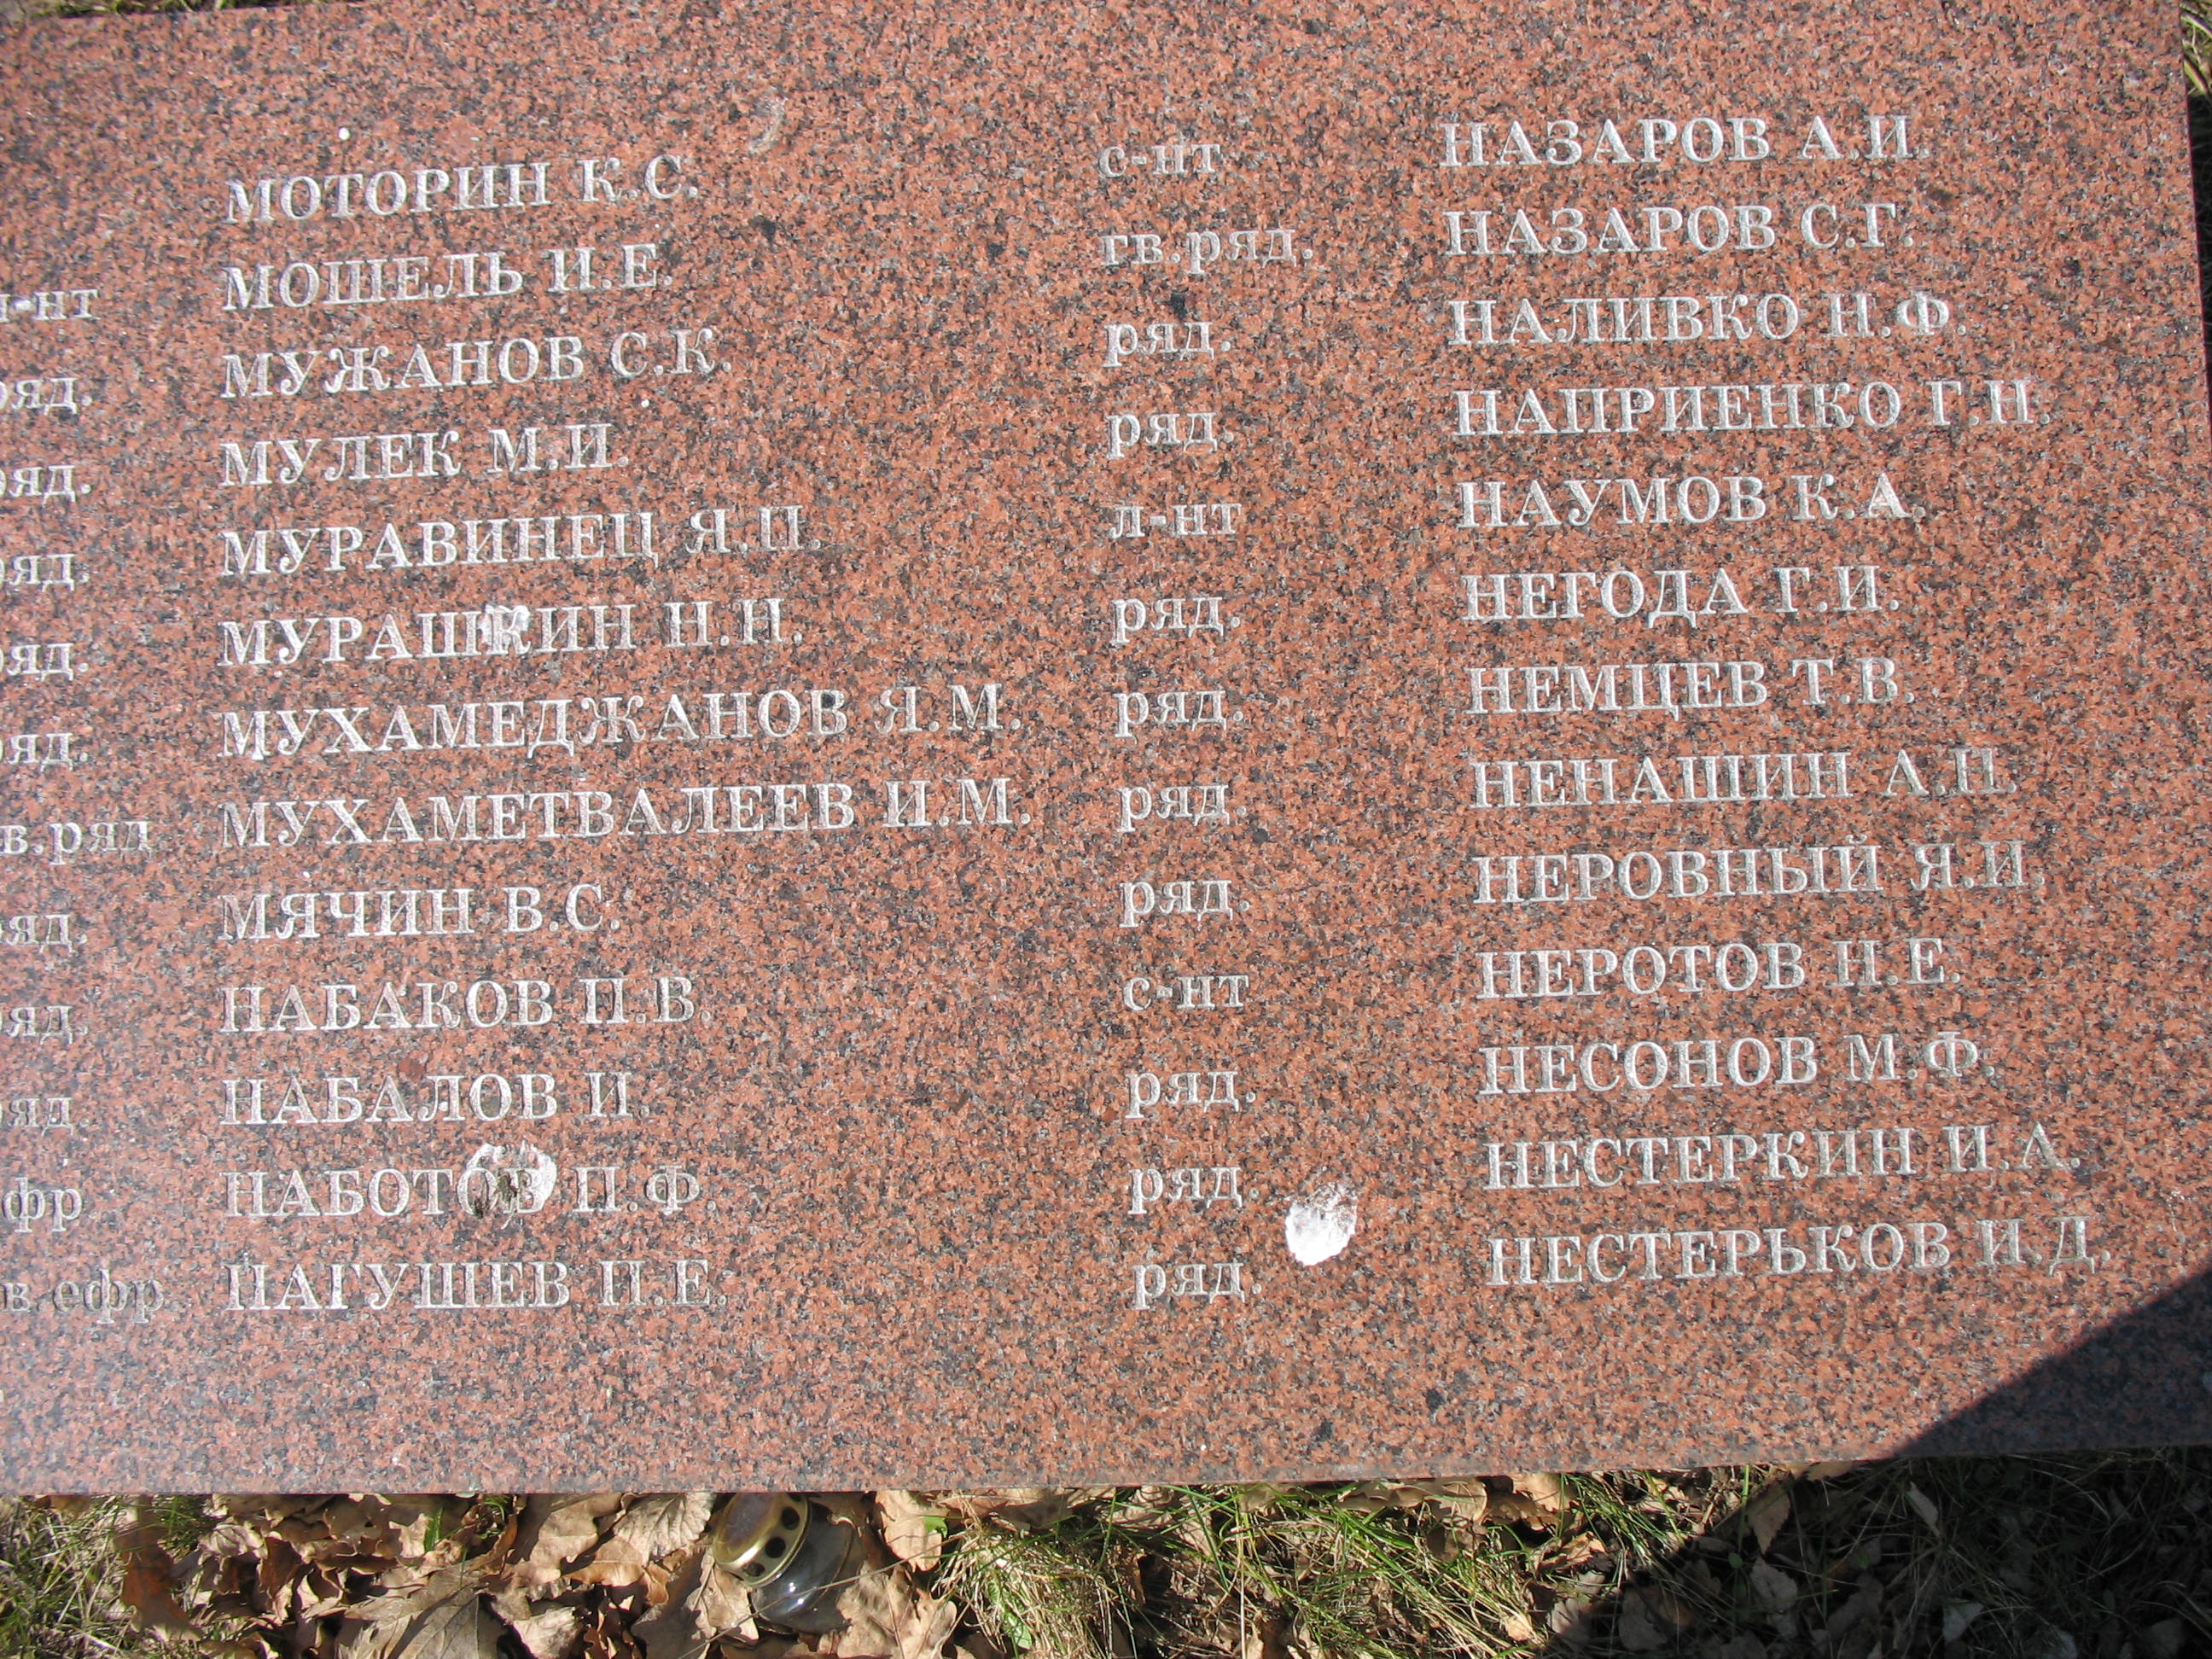 МОТОРИН К.С.
МОШЕЛЬ И.Е.
МУЖАНОВ С.К.
МУЛЕК М.И.
МУРАВИНЕЦ Я.П.
МУРАШКИН Н.Н.
МУХАМЕДЖАНОВ Я.М.
МУХАМЕТВАЛЕЕВ И.М.
МЯЧИН В.С.
НАБАКОВ П.В.
НАБАЛОВ И.
НАБОТОВ П.Ф.
НАГУШЕВ П.Е.
с-нт НАЗАРОВ А.И.
гв.ряд. НАЗАРОВ С.Г.
ряд. НАЛИВКО Н.Ф.
ряд. НАПРИЕНКО Г.Н.
л-нт НАУМОВ К.А.
ряд. НЕГОДА Г.И.
ряд. НЕМЦЕВ Т.В.
ряд. НЕНАШИН А.П.
ряд. НЕРОВНЫЙ Я.И.
с-нт НЕРОТОВ Н.Е.
ряд. НЕСОНОВ М.Ф.
ряд. НЕСТЕРКИН И.А.
ряд. НЕСТЕРЬКОВ И.Д.